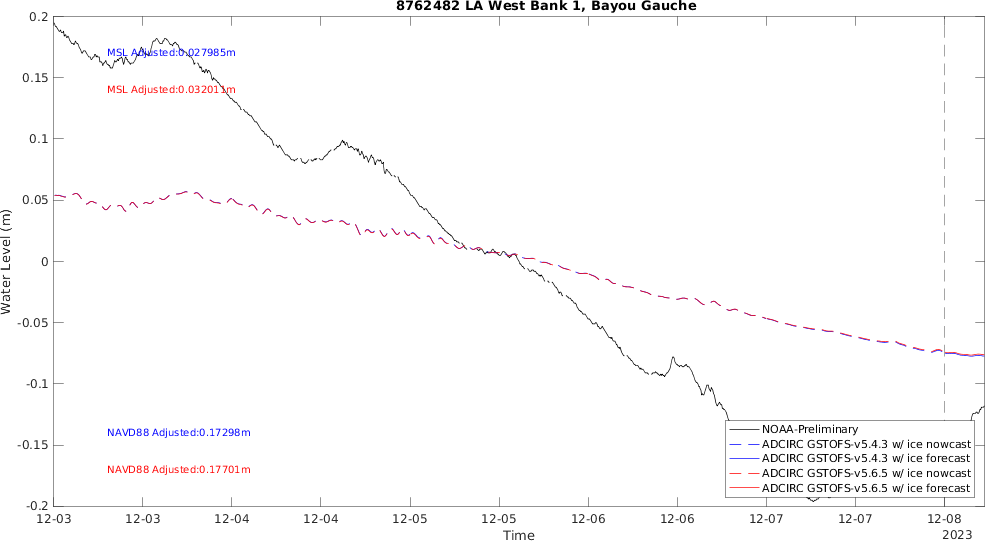 8762482 LA West Bank 1, Bayou Gauche
Water Level (m)
0.2
0.15
0.1
0.05
0
-0.05
-0.1
-0.15
-0.2
MSL Adjusted:0.027985m
MSL Adjusted:0.032011m
NAVD88 Adjusted:0.17298m
NAVD88 Adjusted:0.17701m
NOAA-Preliminary
ADCIRC GSTOFS-v5.4.3 w/ ice nowcast
ADCIRC GSTOFS-v5.4.3 w/ ice forecast
ADCIRC GSTOFS-v5.6.5 w/ ice nowcast
ADCIRC GSTOFS-v5.6.5 w/ ice forecast
12-03 12-03 12-04 12-04 12-05 12-05 12-06 12-06 12-07 12-07 12-08
Time 2023